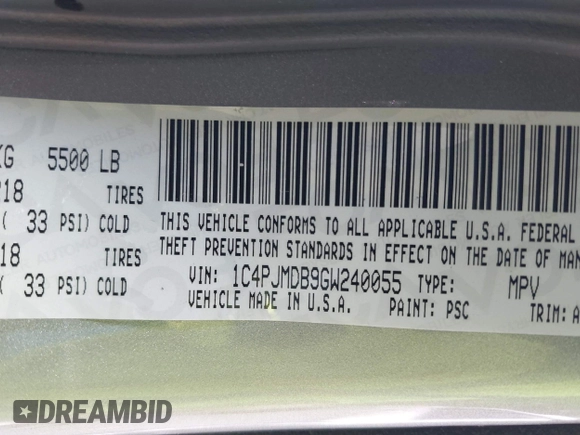 KG 5500 LB
18 TIRES
( 33 PSI) COLD
18 TIRES
( 33 PSI) COLD
THIS VEHICLE CONFORMS TO ALL APPLICABLE U.S.A. FEDERAL
THEFT PREVENTION STANDARDS IN EFFECT ON THE DATE OF MAN
VIN: 1C4PJMDB9GW240055 TYPE: MPV
VEHICLE MADE IN U.S.A. PAINT: PSC TRIM: A
DREAMBID